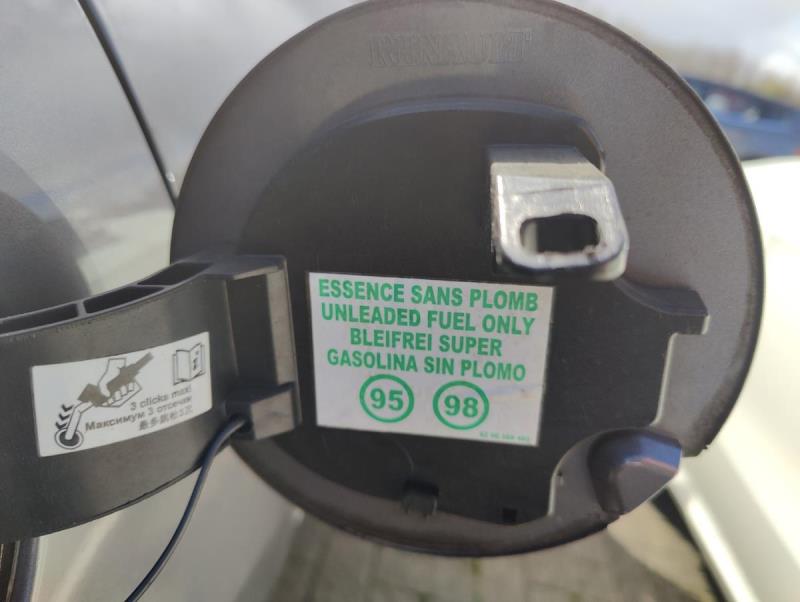 RENAULT
ESSENCE SANS PLOMB
UNLEADED FUEL ONLY
BLEIFREI SUPER
GASOLINA SIN PLOMO
95 98
3 clicks maxi
Максимум 3 отсечки